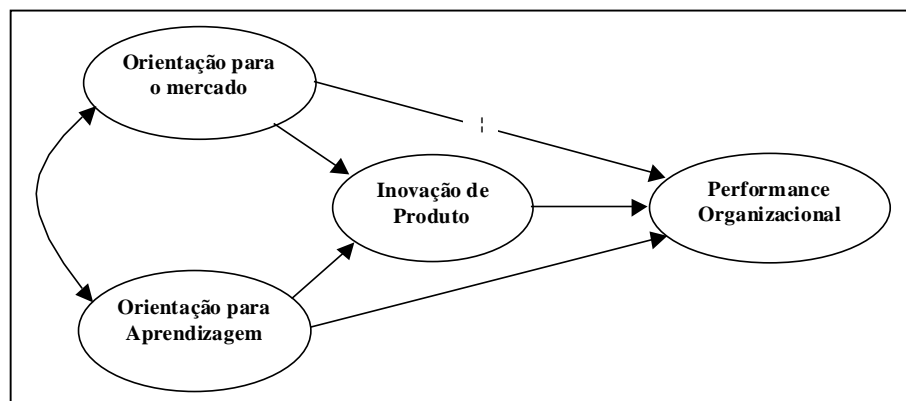 Orientação para
o mercado
Inovação de
Produto
Performance
Organizacional
Orientação para
Aprendizagem